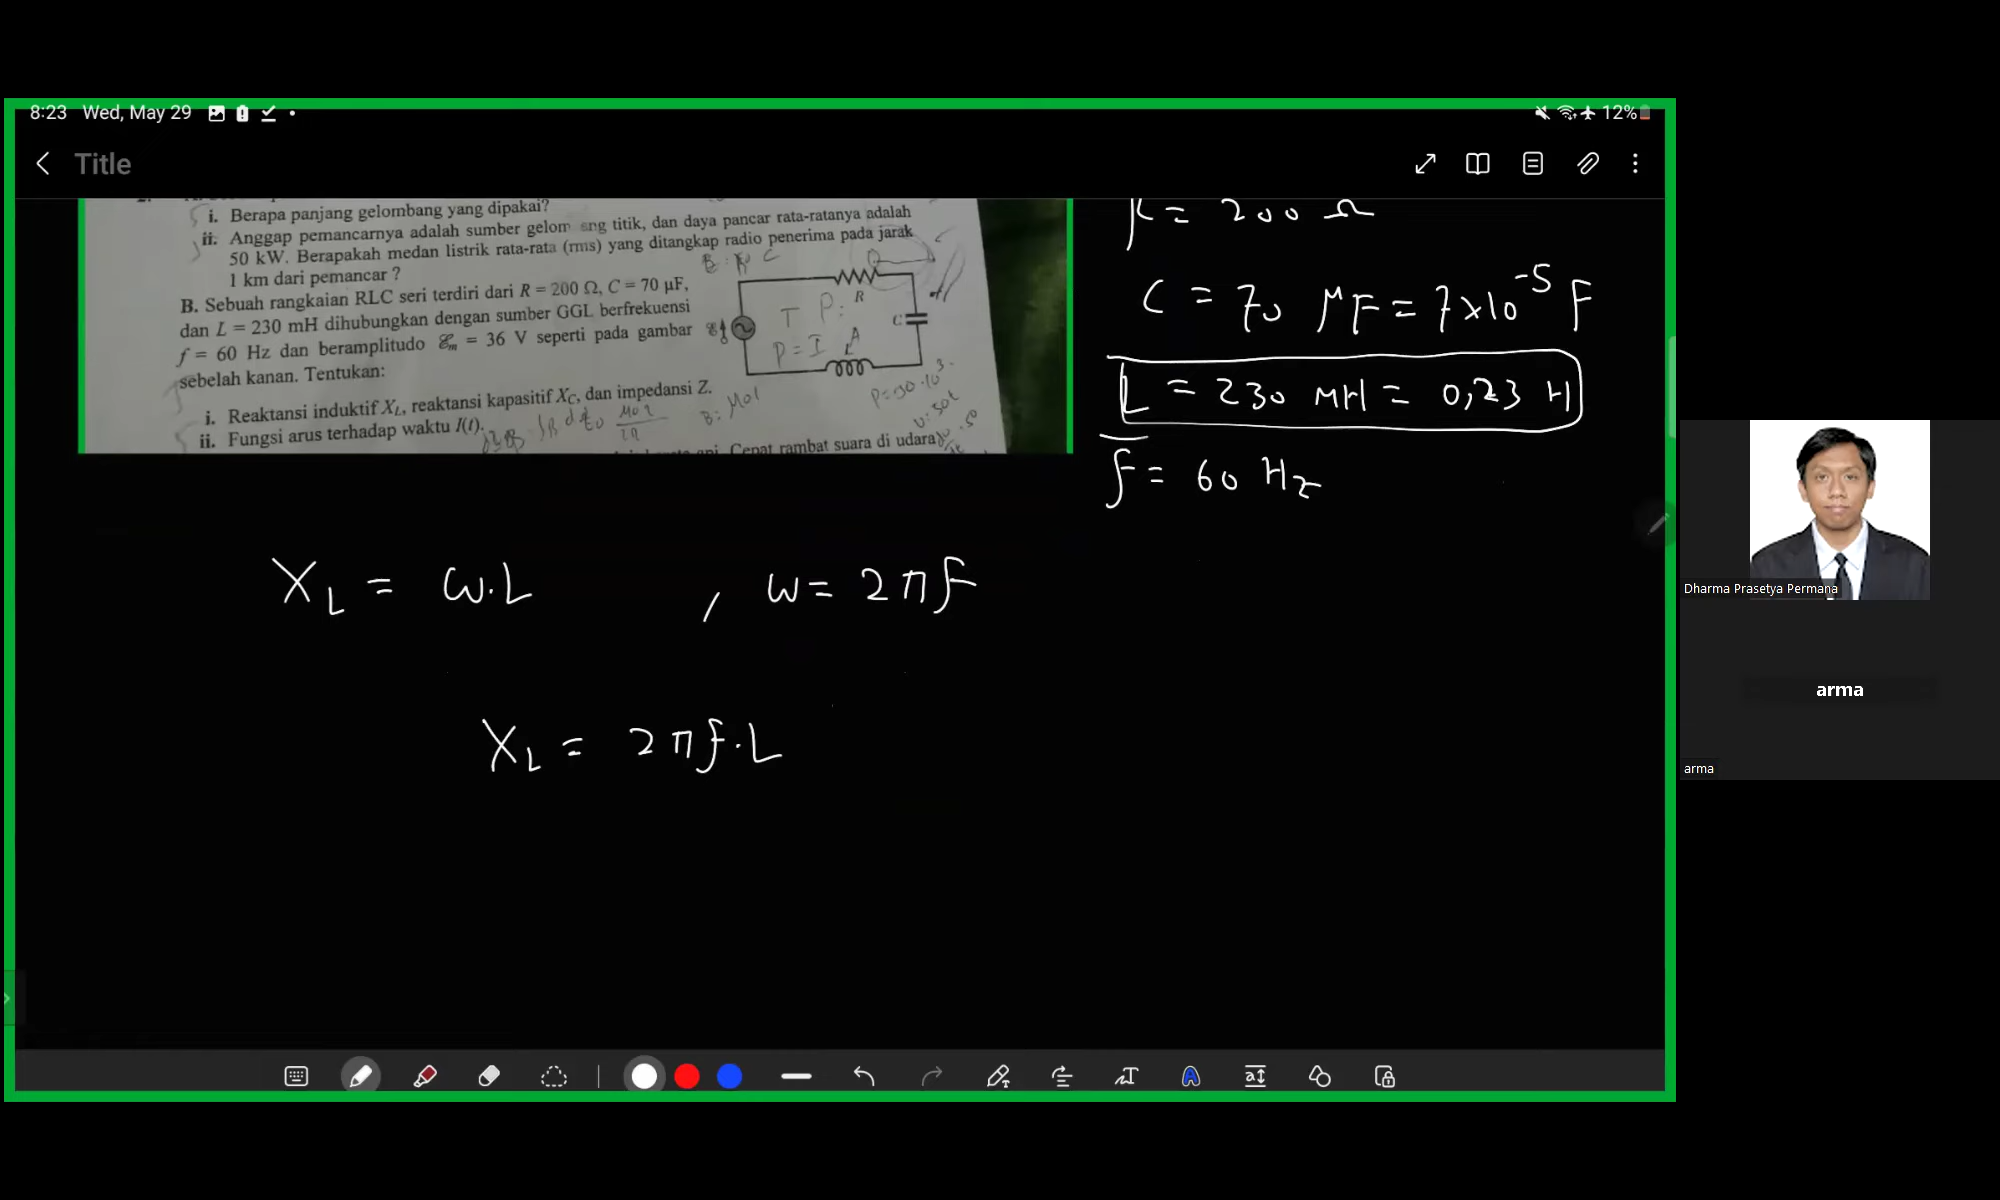 8:23 Wed, May 29
12%
Title
i. Berapa panjang gelombang yang dipakai?
ii. Anggap pemancarnya adalah sumber gelom ang titik, dan daya pancar rata-ratanya adalah
50 kW. Berapakah medan listrik rata-rata (rms) yang ditangkap radio penerima pada jarak
1 km dari pemancar ?
B. Sebuah rangkaian RLC seri terdiri dari R = 200 Ω, C = 70 μF,
dan L = 230 mH dihubungkan dengan sumber GGL berfrekuensi
f = 60 Hz dan beramplitudo ℰm = 36 V seperti pada gambar
sebelah kanan. Tentukan:
i. Reaktansi induktif XL, reaktansi kapasitif XC, dan impedansi Z.
ii. Fungsi arus terhadap waktu I(t).
Cepat rambat suara di udara
R
C
L
T P:
P = I/A
B: μol
P=50·10³
= 200 Ω
C = 70 μF = 7×10⁻⁵ F
L = 230 MH = 0,23 H
f = 60 Hz
XL = ω.L , ω = 2πf
XL = 2πf.L
Dharma Prasetya Permana
arma
arma